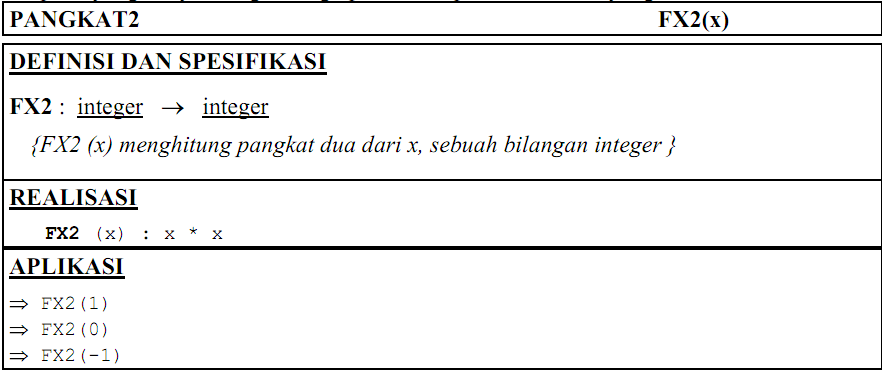 PANGKAT2 FX2(x)
DEFINISI DAN SPESIFIKASI
FX2 : integer → integer
{FX2 (x) menghitung pangkat dua dari x, sebuah bilangan integer }
REALISASI
FX2 (x) : x * x
APLIKASI
⇒ FX2(1)
⇒ FX2(0)
⇒ FX2(-1)